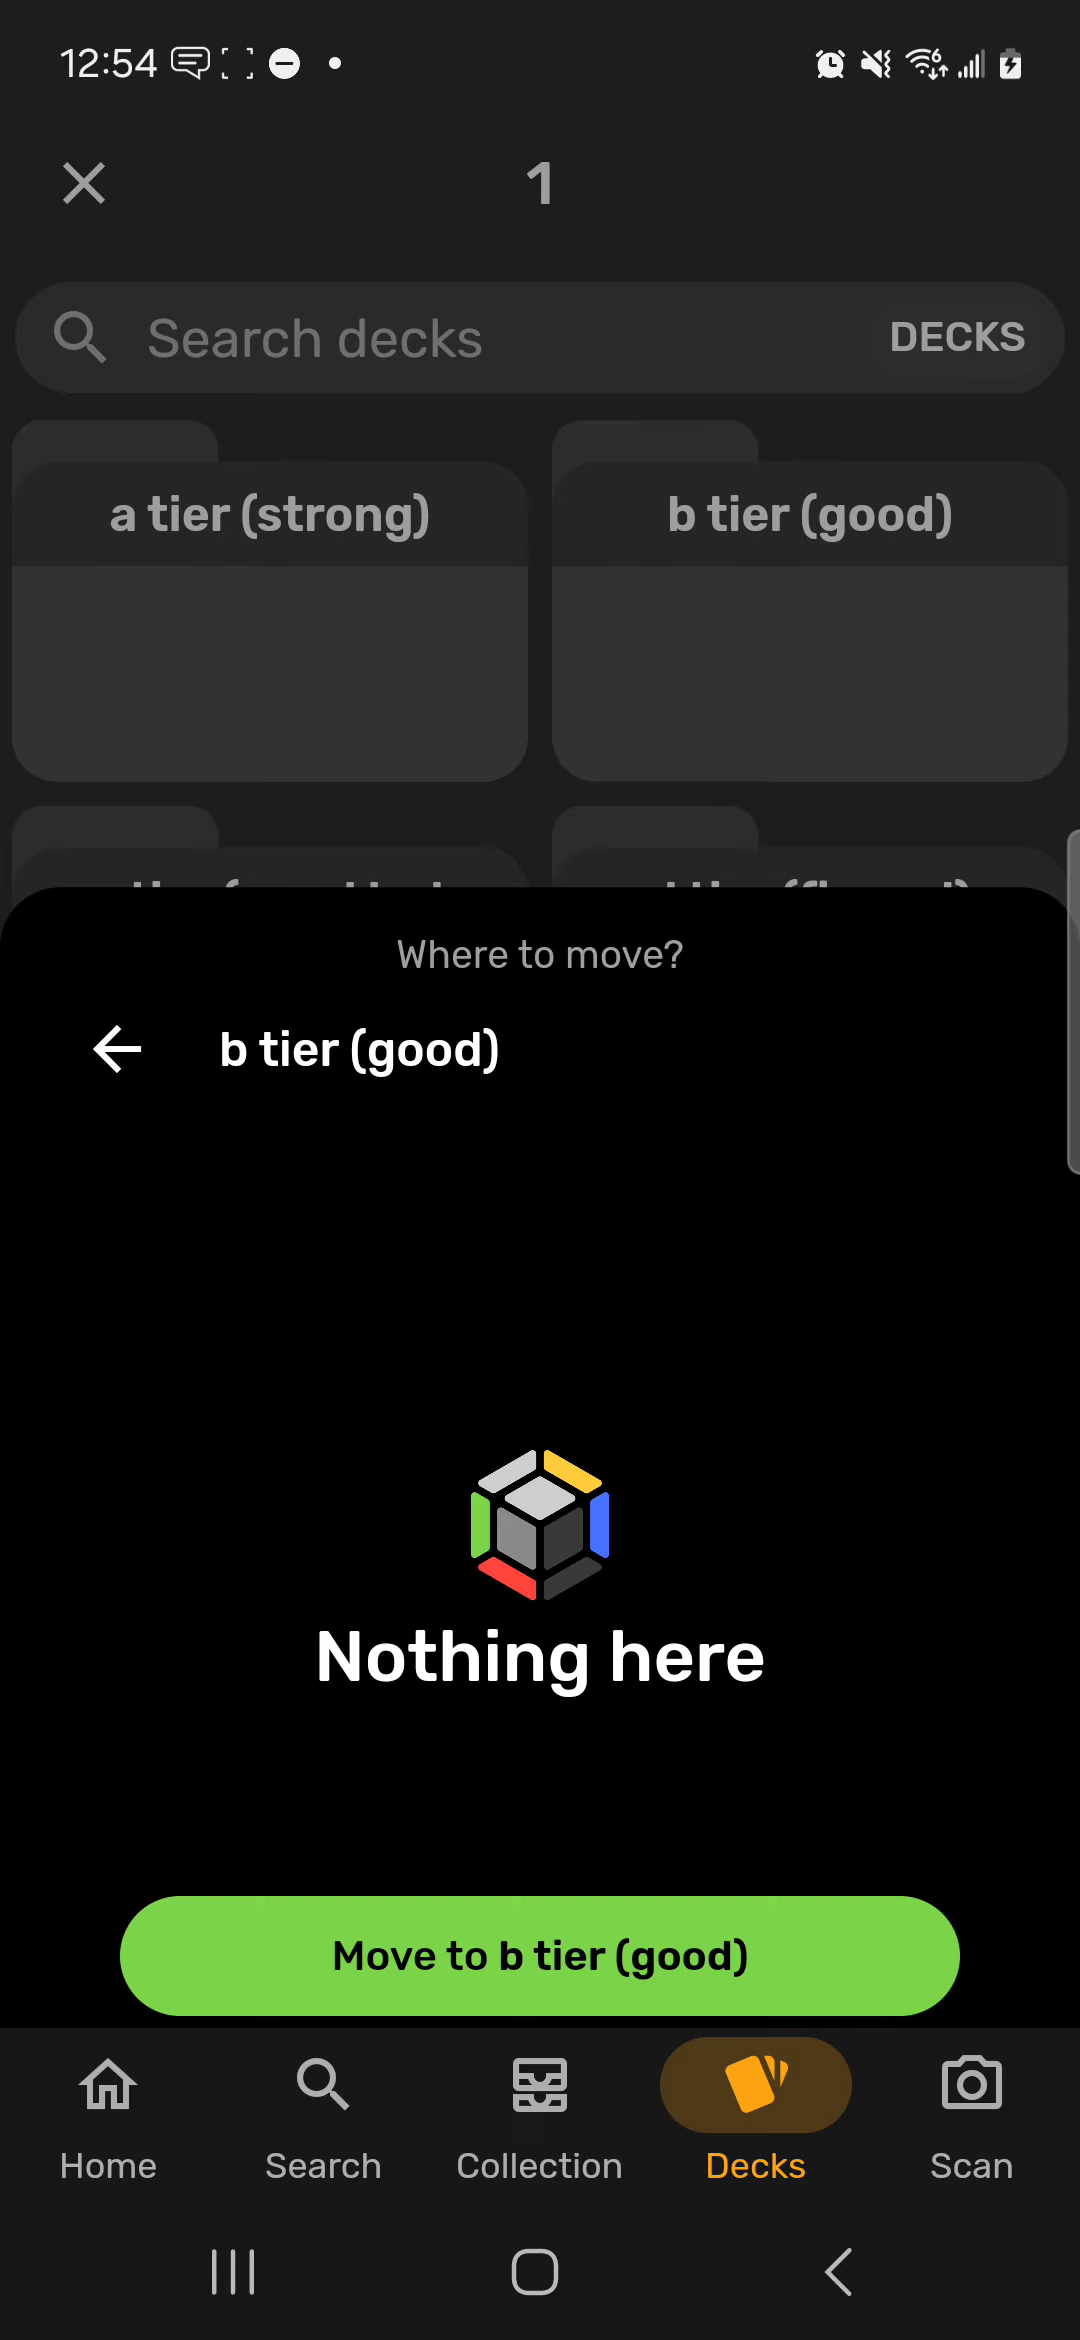 12:54
1
Search decks
DECKS
a tier (strong)
b tier (good)
Where to move?
b tier (good)
Nothing here
Move to b tier (good)
Home
Search
Collection
Decks
Scan